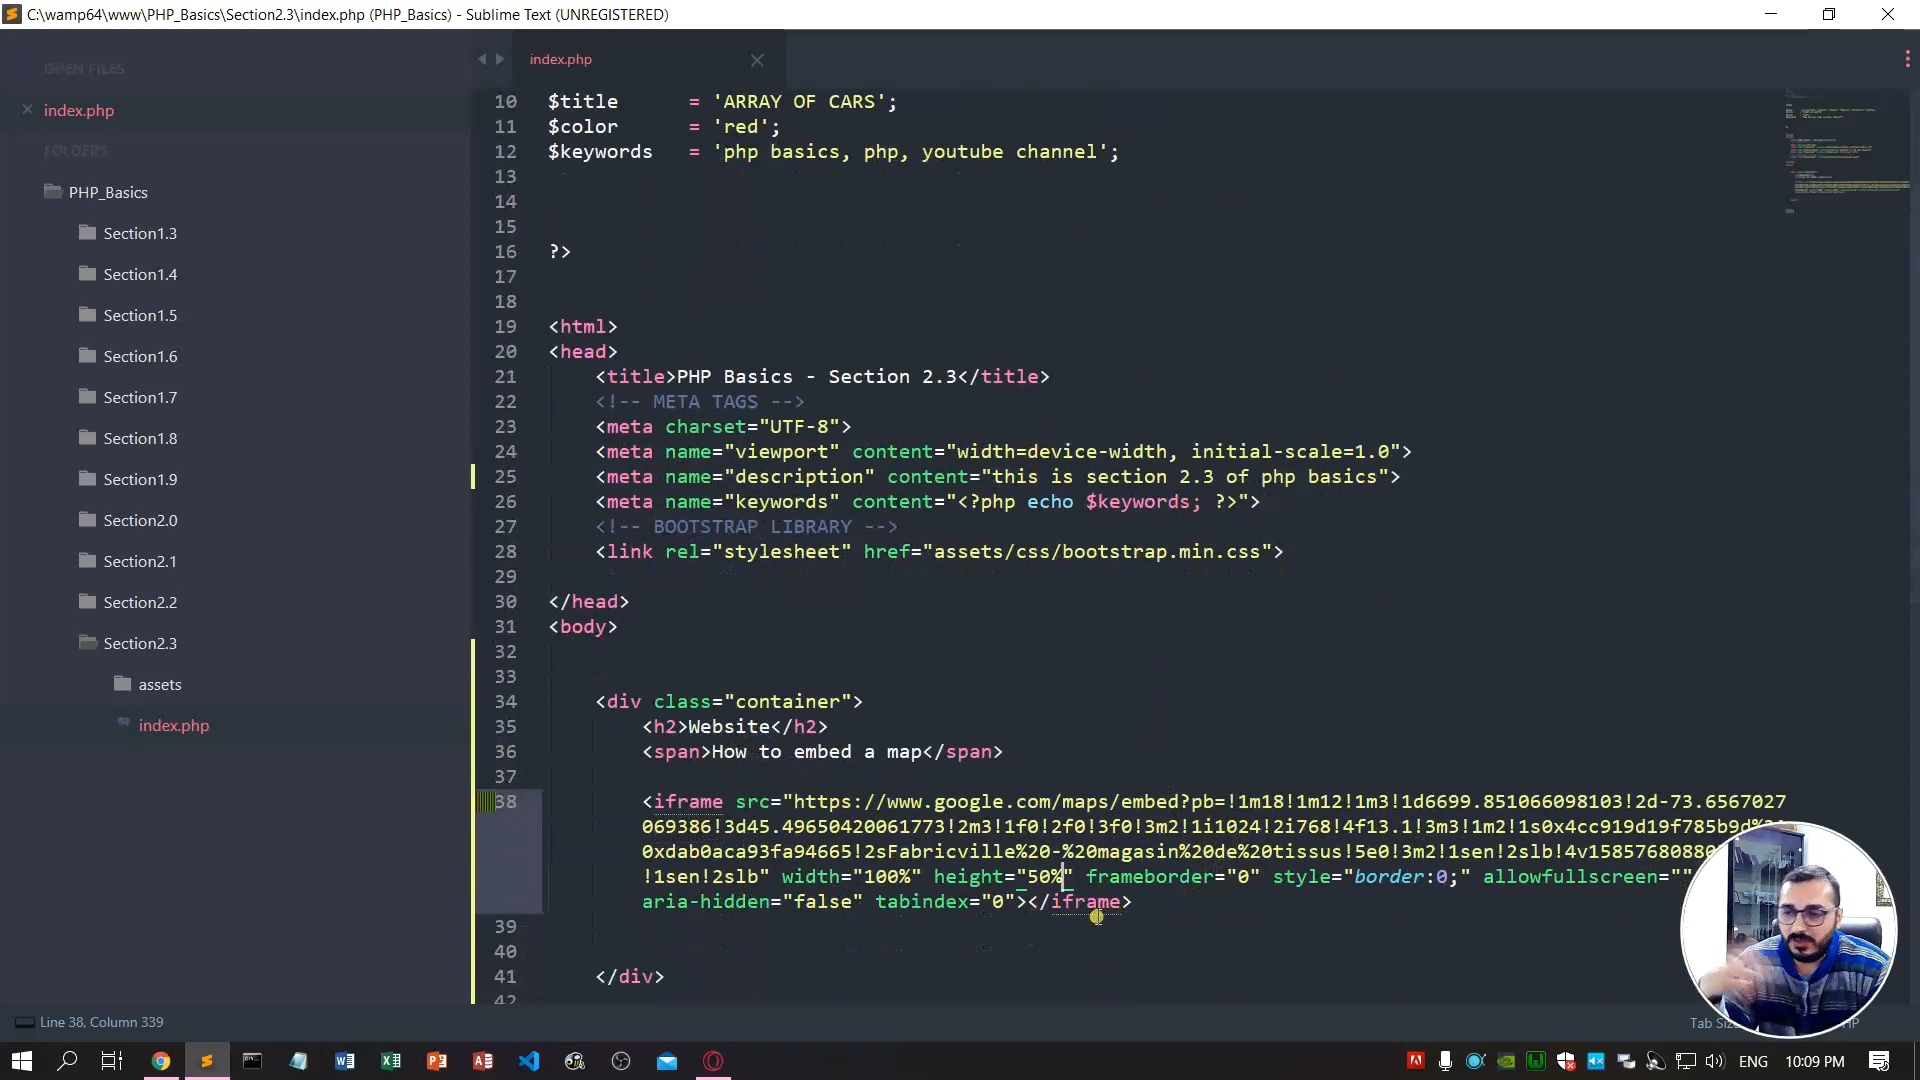 C:\wamp64\www\PHP_Basics\Section2.3\index.php (PHP_Basics) - Sublime Text (UNREGISTERED)
OPEN FILES
index.php
FOLDERS
PHP_Basics
Section1.3
Section1.4
Section1.5
Section1.6
Section1.7
Section1.8
Section1.9
Section2.0
Section2.1
Section2.2
Section2.3
assets
index.php
index.php
10 $title = 'ARRAY OF CARS';
11 $color = 'red';
12 $keywords = 'php basics, php, youtube channel';
13
14
15
16 ?>
17
18
19 <html>
20 <head>
21 <title>PHP Basics - Section 2.3</title>
22 <!-- META TAGS -->
23 <meta charset="UTF-8">
24 <meta name="viewport" content="width=device-width, initial-scale=1.0">
25 <meta name="description" content="this is section 2.3 of php basics">
26 <meta name="keywords" content="<?php echo $keywords; ?>">
27 <!-- BOOTSTRAP LIBRARY -->
28 <link rel="stylesheet" href="assets/css/bootstrap.min.css">
29
30 </head>
31 <body>
32
33
34 <div class="container">
35 <h2>Website</h2>
36 <span>How to embed a map</span>
37
38 <iframe src="https://www.google.com/maps/embed?pb=!1m18!1m12!1m3!1d6699.851066098103!2d-73.6567027
069386!3d45.49650420061773!2m3!1f0!2f0!3f0!3m2!1i1024!2i768!4f13.1!3m3!1m2!1s0x4cc919d19f785b9d%
0xdab0aca93fa94665!2sFabricville%20-%20magasin%20de%20tissus!5e0!3m2!1sen!2slb!4v15857680880
!1sen!2slb" width="100%" height="50%" frameborder="0" style="border:0;" allowfullscreen=""
aria-hidden="false" tabindex="0"></iframe>
39
40
41 </div>
42
Line 38, Column 339
Tab Siz
HP
ENG
10:09 PM